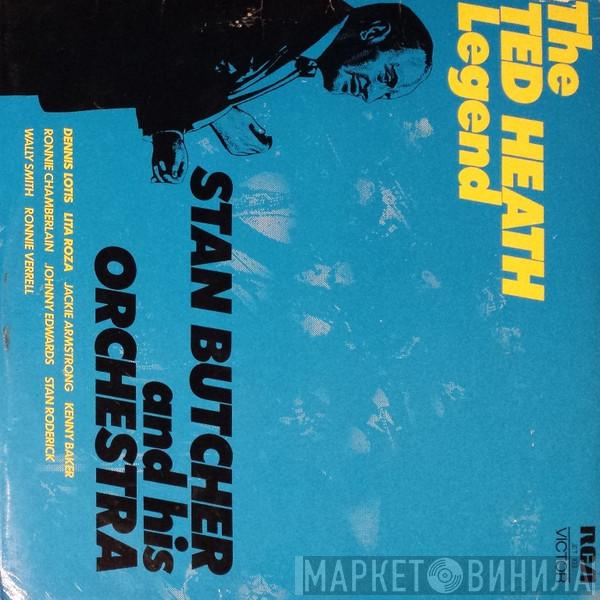 The
TED HEATH
Legend
RCA
VICTOR
STAN BUTCHER
and his
ORCHESTRA
DENNIS LOTIS LITA ROZA JACKIE ARMSTRONG KENNY BAKER
RONNIE CHAMBERLAIN JOHNNY EDWARDS STAN RODERICK
WALLY SMITH RONNIE VERRELL
МАРКЕТ ВИНИЛА